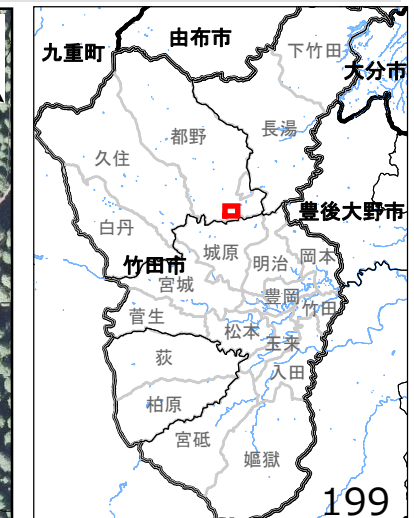 由布市
九重町
下竹田
大分市
都野
長湯
久住
白丹
豊後大野市
城原
明治
岡本
竹田市
宮城
豊岡
竹田
菅生
松本
玉来
荻
入田
柏原
宮砥
嫗獄
199